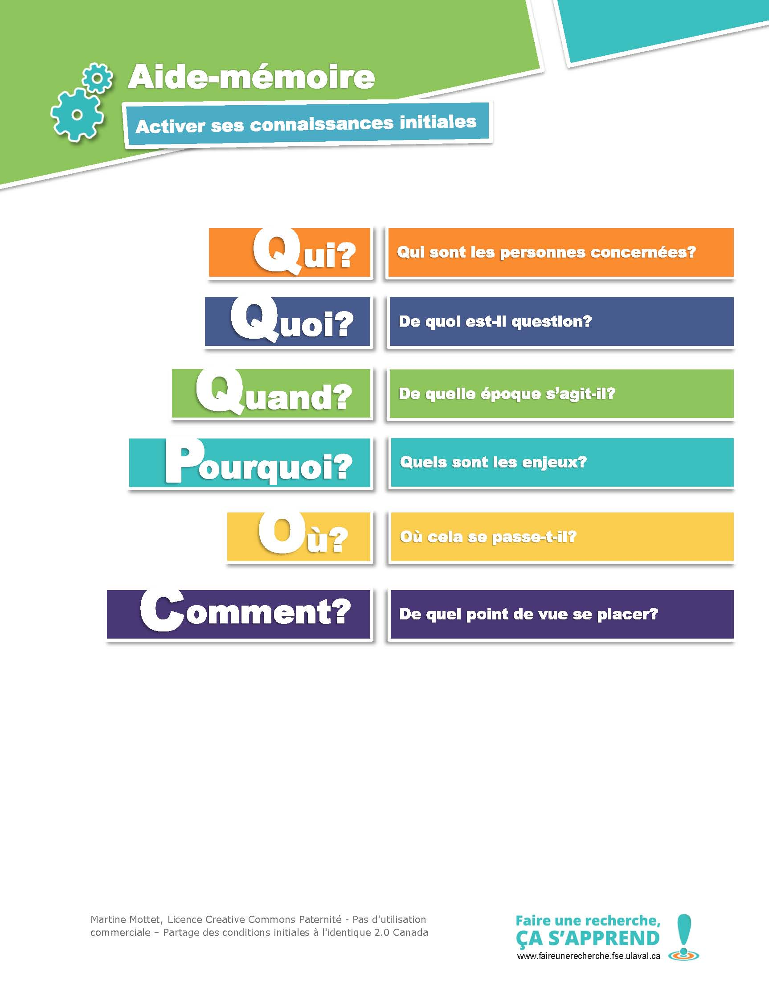 Aide-mémoire
Activer ses connaissances initiales
Qui?
Qui sont les personnes concernées?
Quoi?
De quoi est-il question?
Quand?
De quelle époque s’agit-il?
Pourquoi?
Quels sont les enjeux?
Où?
Où cela se passe-t-il?
Comment?
De quel point de vue se placer?
Martine Mottet, Licence Creative Commons Paternité - Pas d'utilisation
commerciale – Partage des conditions initiales à l'identique 2.0 Canada
Faire une recherche,
ÇA S’APPREND
www.faireunerecherche.fse.ulaval.ca